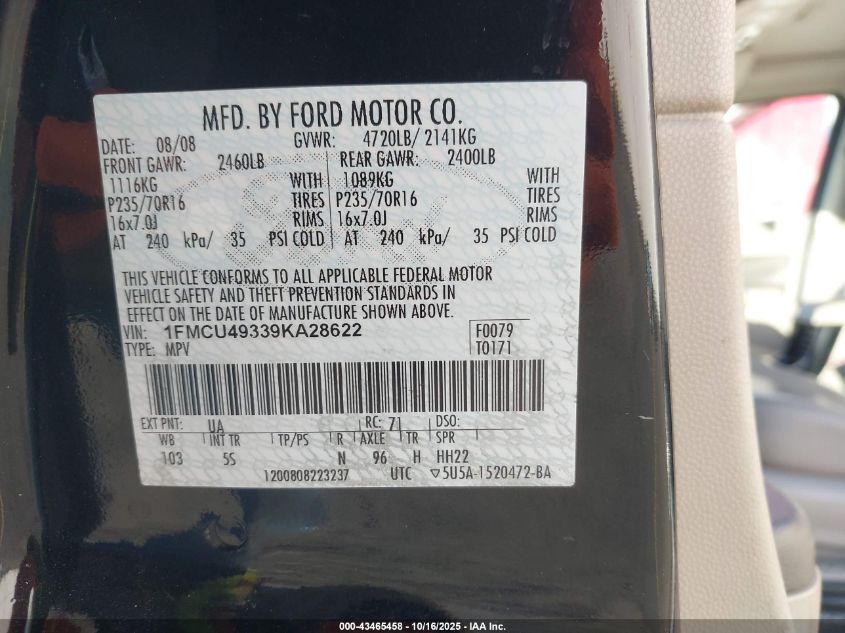 MFD. BY FORD MOTOR CO.
DATE: 08/08 GVWR: 4720LB/ 2141KG
FRONT GAWR: 2460LB REAR GAWR: 2400LB
1116KG WITH 1089KG WITH
P235/70R16 TIRES P235/70R16 TIRES
16x7.0J RIMS 16x7.0J RIMS
AT 240 kPa/ 35 PSI COLD AT 240 kPa/ 35 PSI COLD
THIS VEHICLE CONFORMS TO ALL APPLICABLE FEDERAL MOTOR
VEHICLE SAFETY AND THEFT PREVENTION STANDARDS IN
EFFECT ON THE DATE OF MANUFACTURE SHOWN ABOVE.
VIN: 1FMCU49339KA28622 F0079
TYPE: MPV T0171
EXT PNT: UA RC: 71 DSO:
WB INT TR TP/PS R AXLE TR SPR
103 5S N 96 H HH22
1200808223237 UTC ▽5U5A-1520472-BA
000-43465458 - 10/16/2025 - IAA Inc.